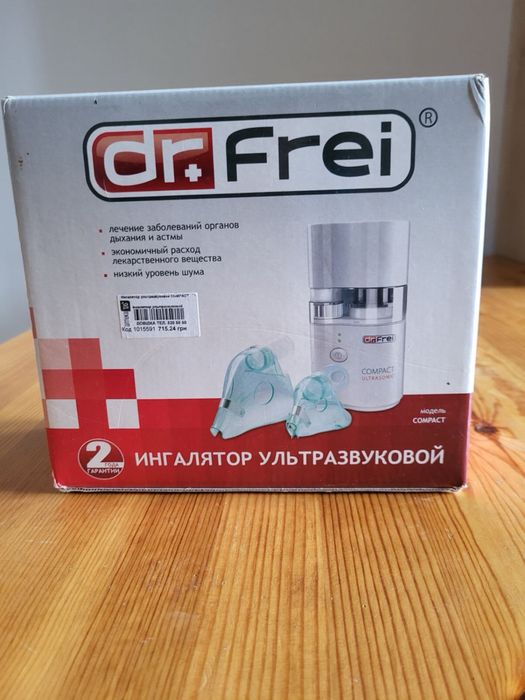 dr.Frei ®
лечение заболеваний органов
дыхания и астмы
экономичный расход
лекарственного вещества
низкий уровень шума
Код 1015591 715.24 грн
dr.Frei
COMPACT
ULTRASONIC
модель
COMPACT
2
ГОДА
ГАРАНТИИ
ИНГАЛЯТОР УЛЬТРАЗВУКОВОЙ